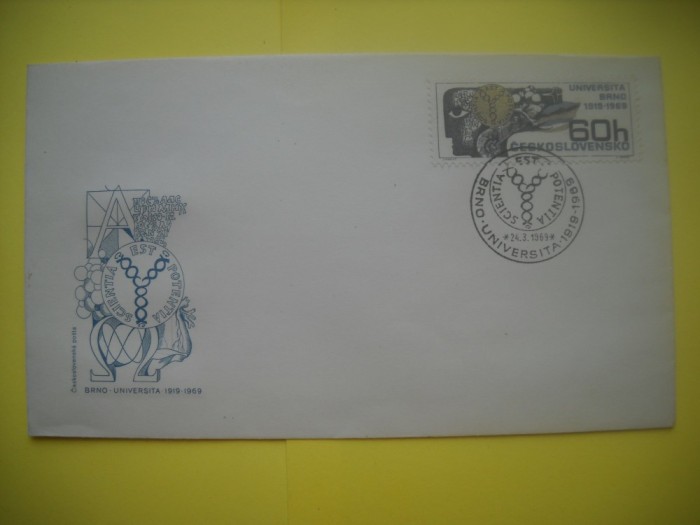 UNIVERSITA
BRNO
1919-1969
60h
ČESKOSLOVENSKO
SCIENTIA EST POTENTIA
BRNO·UNIVERSITA·1919-1969
*24.3.1969*
A
SCIENTIA EST POTENTIA
Československá pošta
BRNO·UNIVERSITA·1919-1969